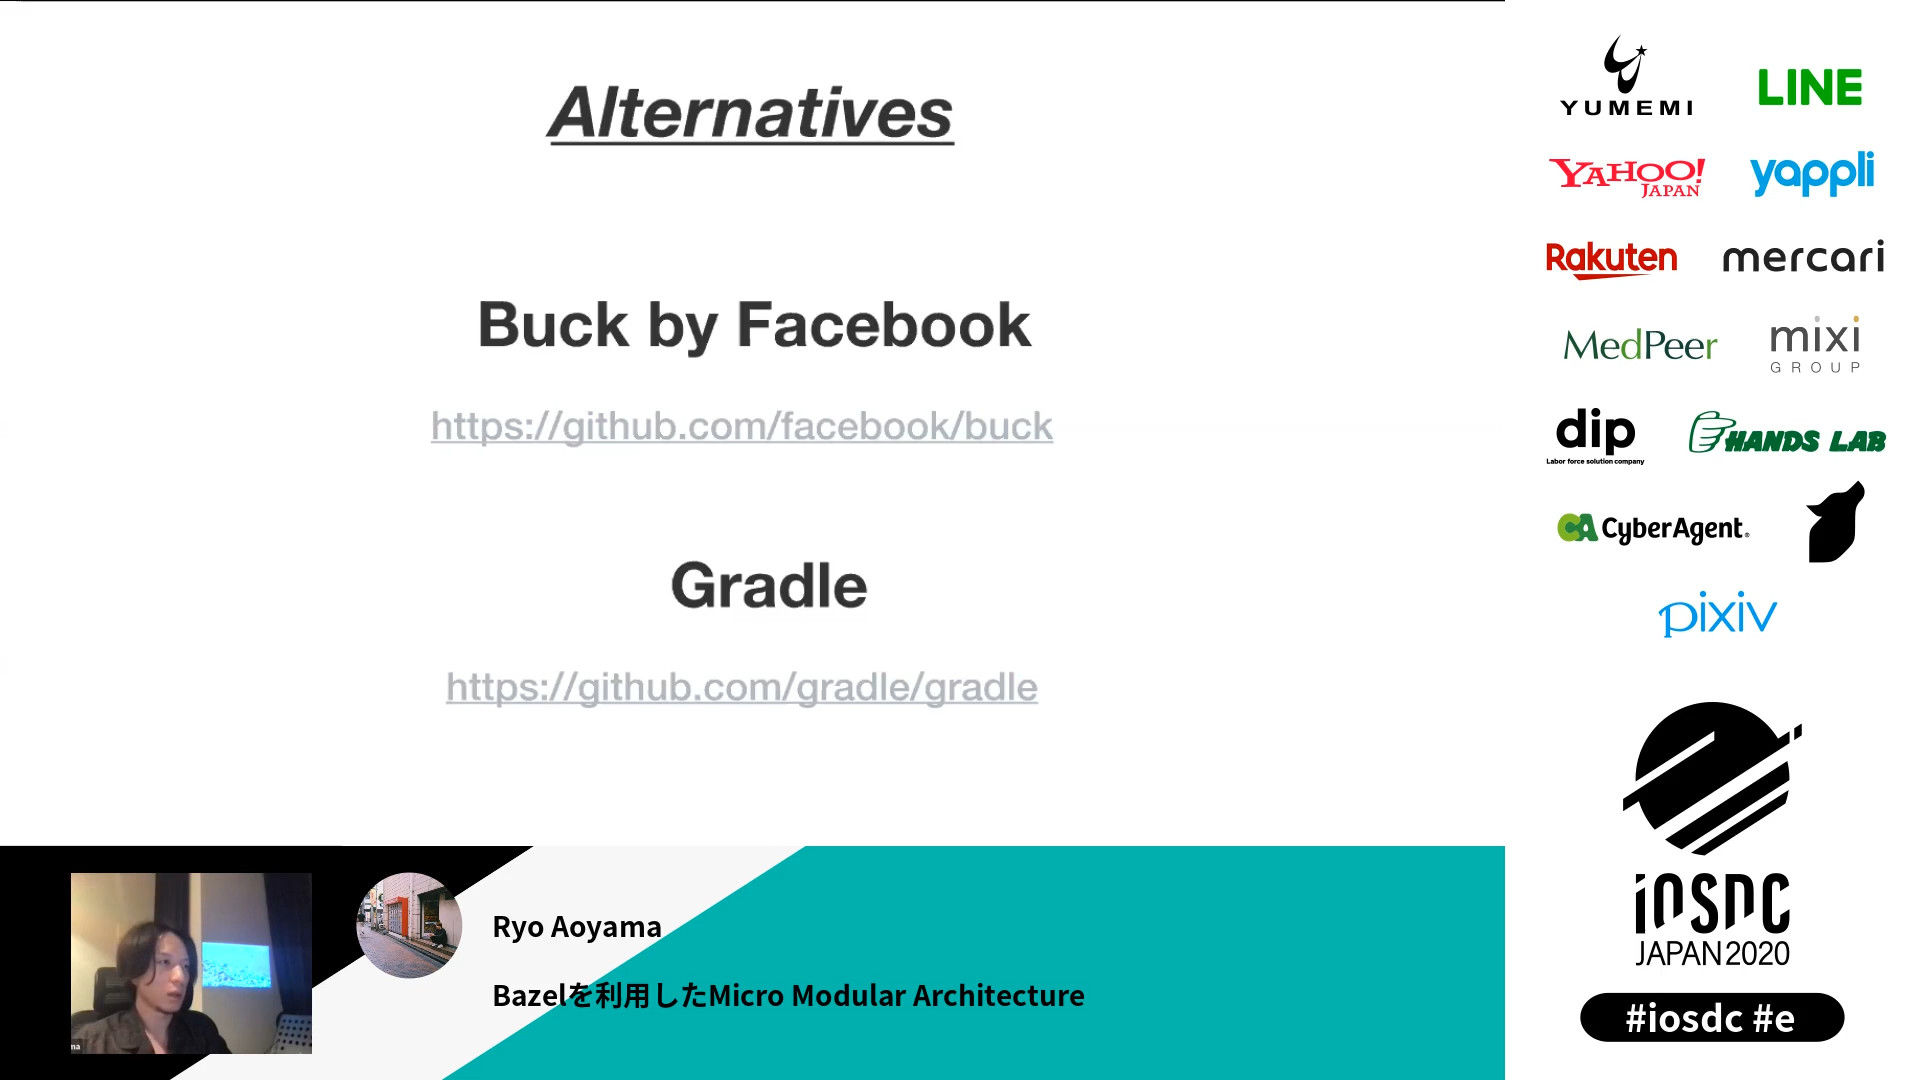 Alternatives
Buck by Facebook
https://github.com/facebook/buck
Gradle
https://github.com/gradle/gradle
Ryo Aoyama
Bazelを利用したMicro Modular Architecture
ma
YUMEMI
LINE
YAHOO!
JAPAN
yappli
Rakuten
mercari
MedPeer
mixi
GROUP
dip
Labor force solution company
HANDS LAB
CA CyberAgent®
pixiv
iOSDC
JAPAN 2020
#iosdc #e